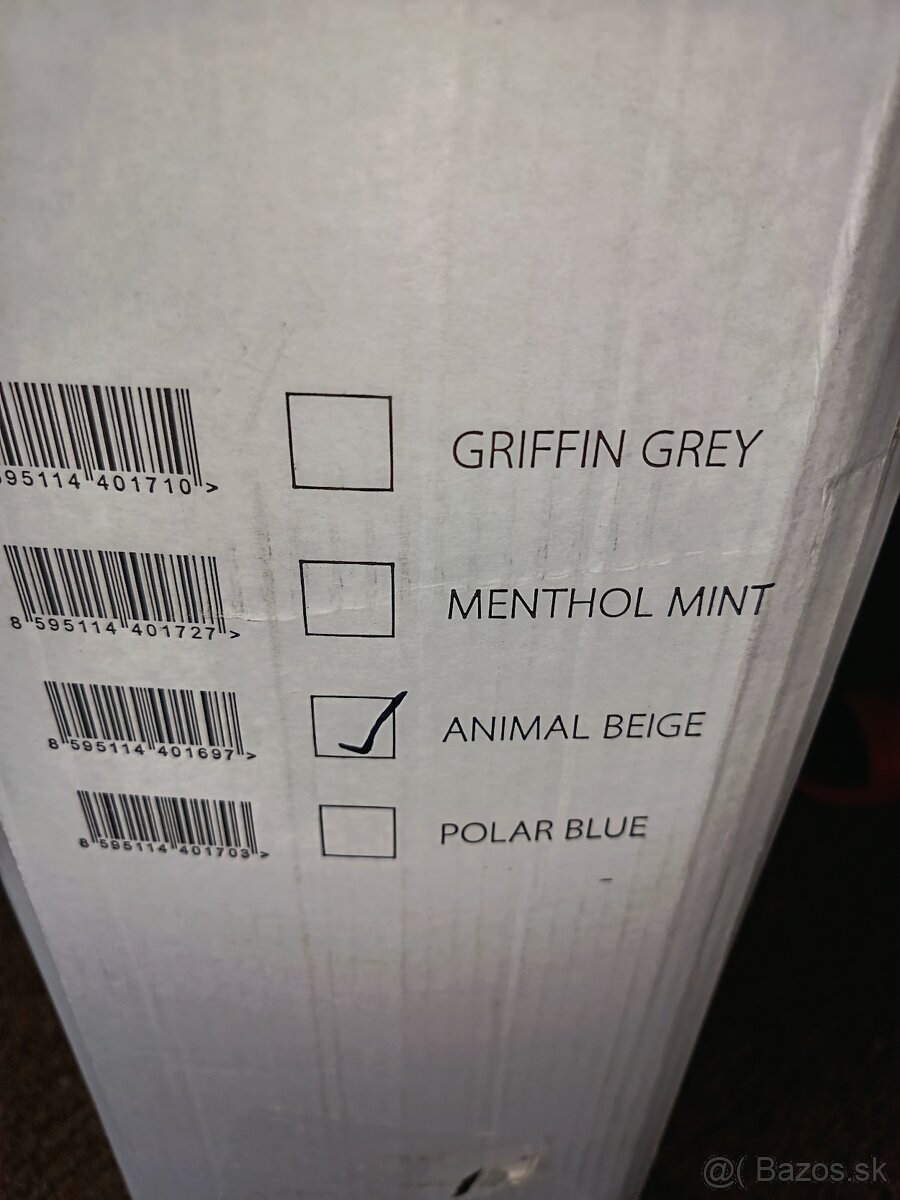 595114 401710 >
GRIFFIN GREY
8 595114 401727 >
MENTHOL MINT
8 595114 401697 >
ANIMAL BEIGE
8 595114 401703 >
POLAR BLUE
@( Bazos.sk